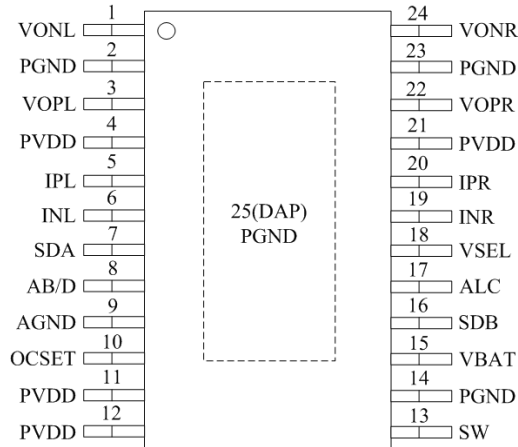 1 24
VONL VONR
2 23
PGND PGND
3 22
VOPL VOPR
4 21
PVDD PVDD
5 20
IPL IPR
6 19
INL INR
25(DAP)
PGND
7 18
SDA VSEL
8 17
AB/D ALC
9 16
AGND SDB
10 15
OCSET VBAT
11 14
PVDD PGND
12 13
PVDD SW